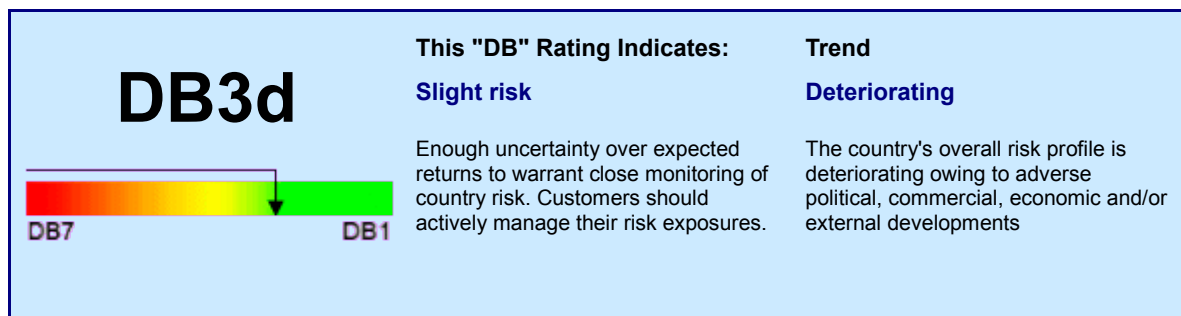 DB3d
DB7
DB1
This "DB" Rating Indicates:
Slight risk
Enough uncertainty over expected
returns to warrant close monitoring of
country risk. Customers should
actively manage their risk exposures.
Trend
Deteriorating
The country's overall risk profile is
deteriorating owing to adverse
political, commercial, economic and/or
external developments